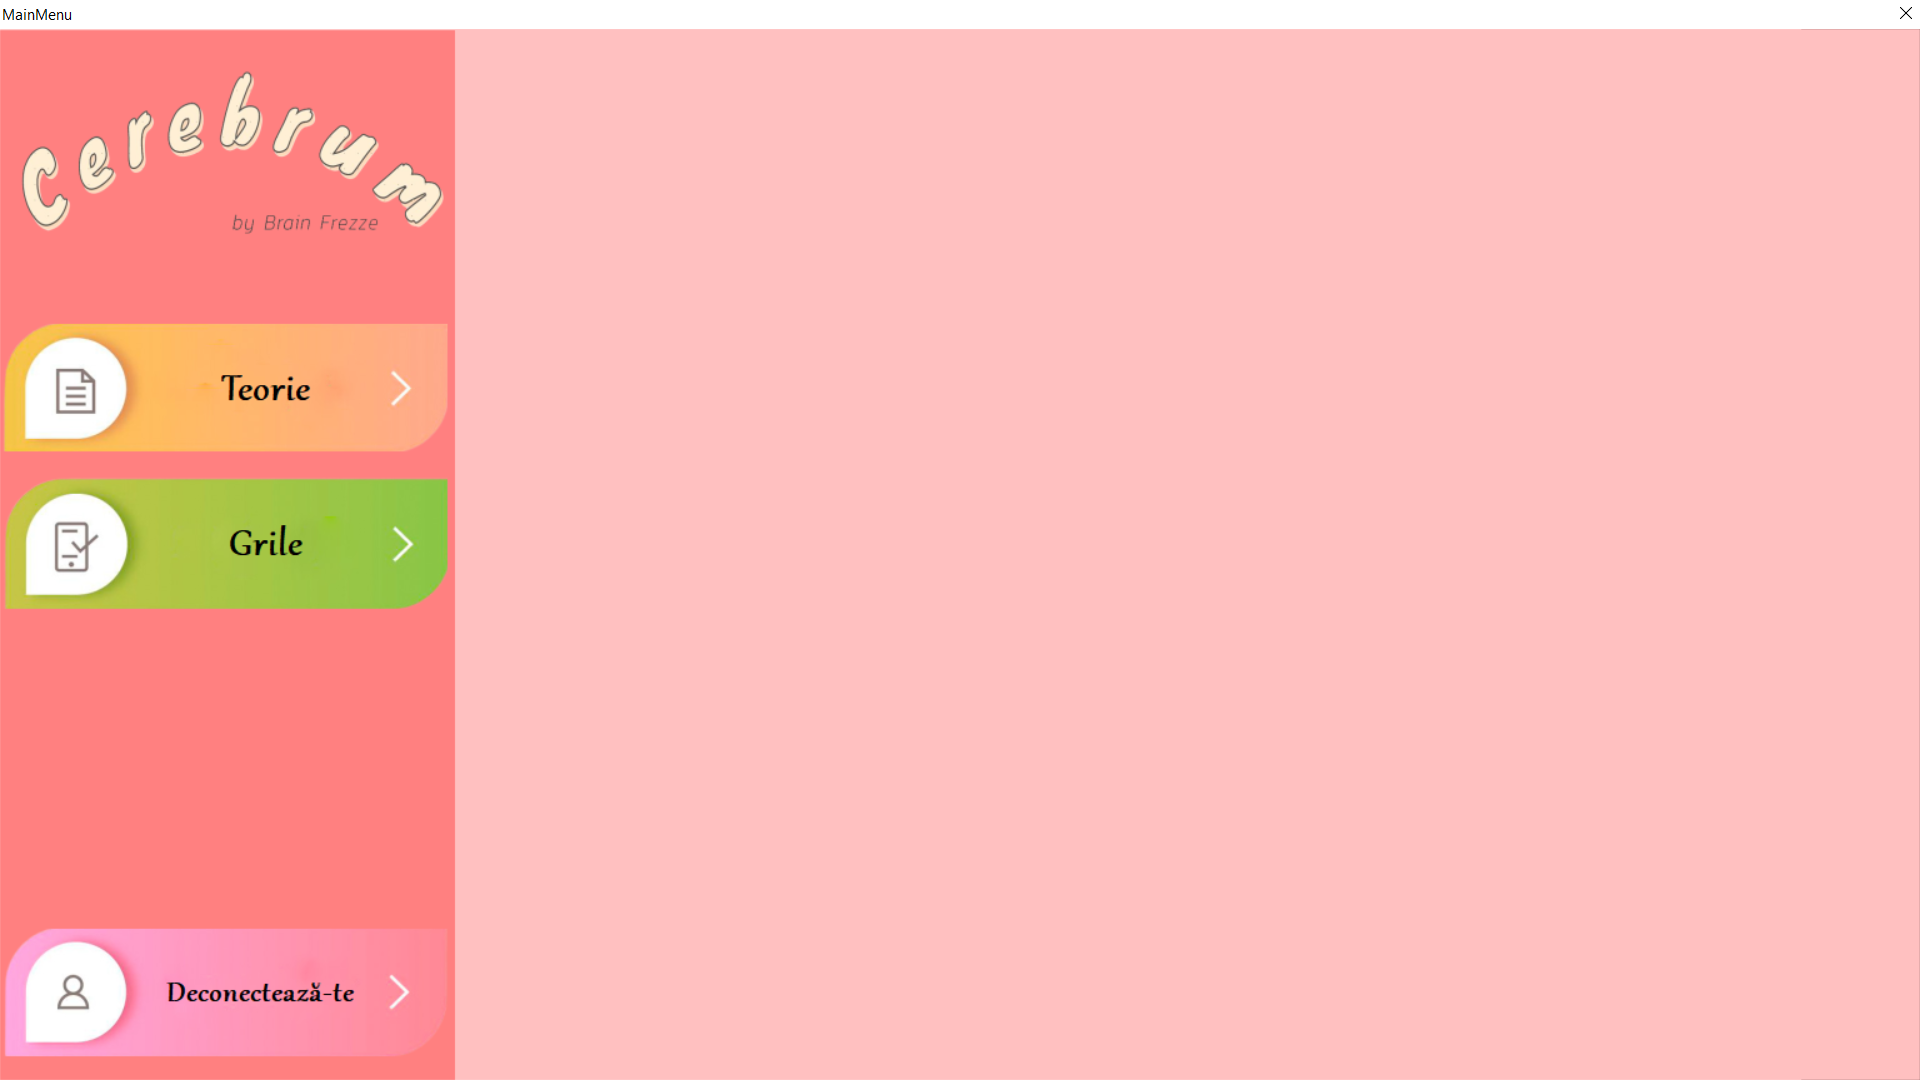 MainMenu
Cerebrum
by Brain Frezze
Teorie
Grile
Deconectează-te